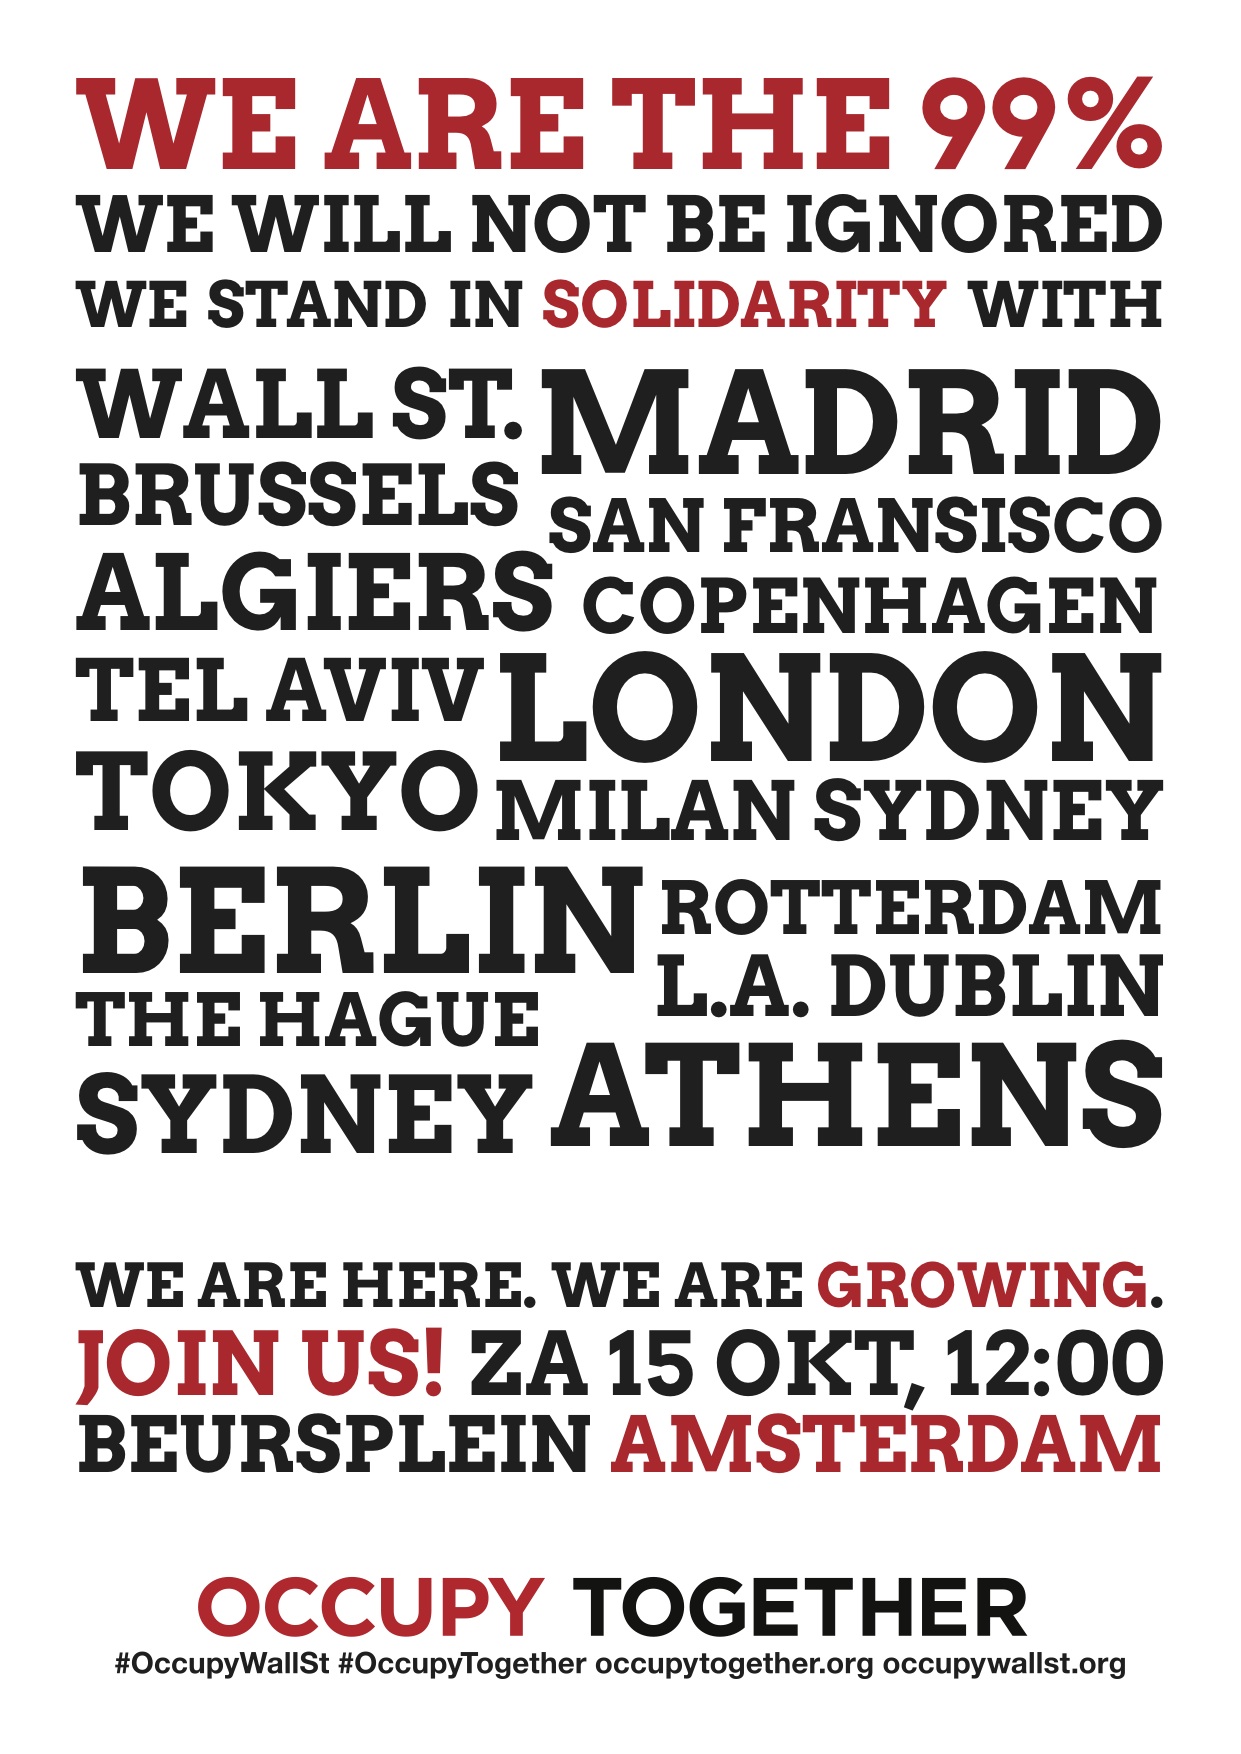 WE ARE THE 99%
WE WILL NOT BE IGNORED
WE STAND IN SOLIDARITY WITH
WALL ST. MADRID
BRUSSELS
SAN FRANSISCO
ALGIERS
COPENHAGEN
TEL AVIV
LONDON
TOKYO
MILAN SYDNEY
BERLIN
ROTTERDAM
L.A. DUBLIN
THE HAGUE
SYDNEY
ATHENS
WE ARE HERE. WE ARE GROWING.
JOIN US! ZA 15 OKT, 12:00
BEURSPLEIN AMSTERDAM
OCCUPY TOGETHER
#OccupyWallSt #OccupyTogether occupytogether.org occupywallst.org